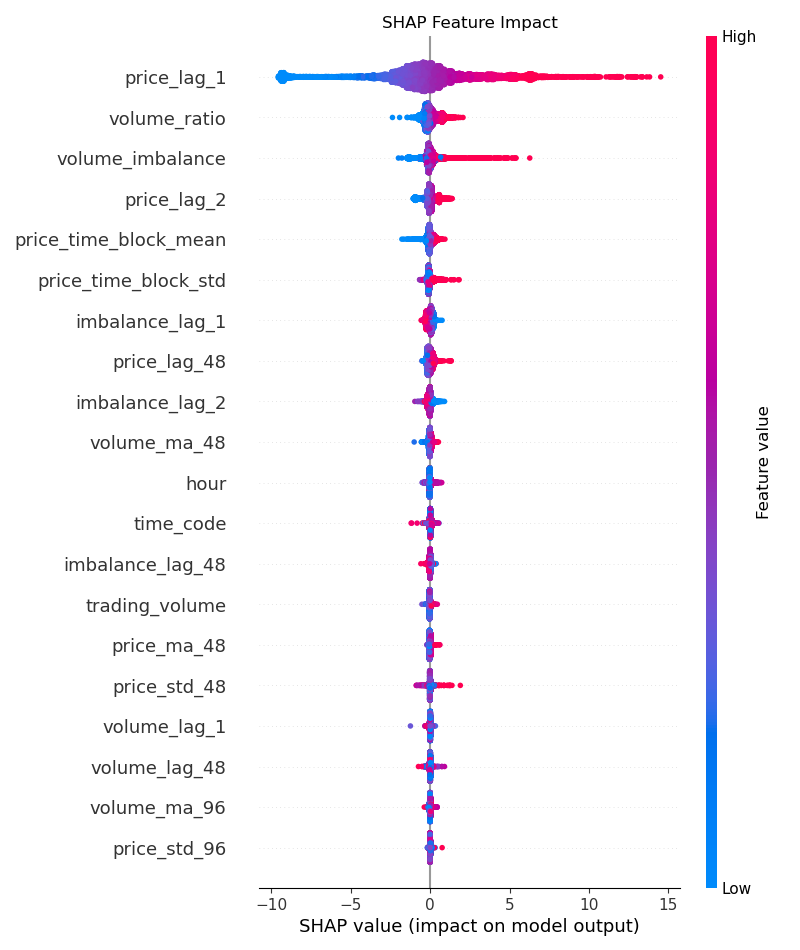 SHAP Feature Impact
High
price_lag_1
volume_ratio
volume_imbalance
price_lag_2
price_time_block_mean
price_time_block_std
imbalance_lag_1
price_lag_48
imbalance_lag_2
volume_ma_48
hour
time_code
imbalance_lag_48
trading_volume
price_ma_48
price_std_48
volume_lag_1
volume_lag_48
volume_ma_96
price_std_96
Feature value
Low
−10 −5 0 5 10 15
SHAP value (impact on model output)